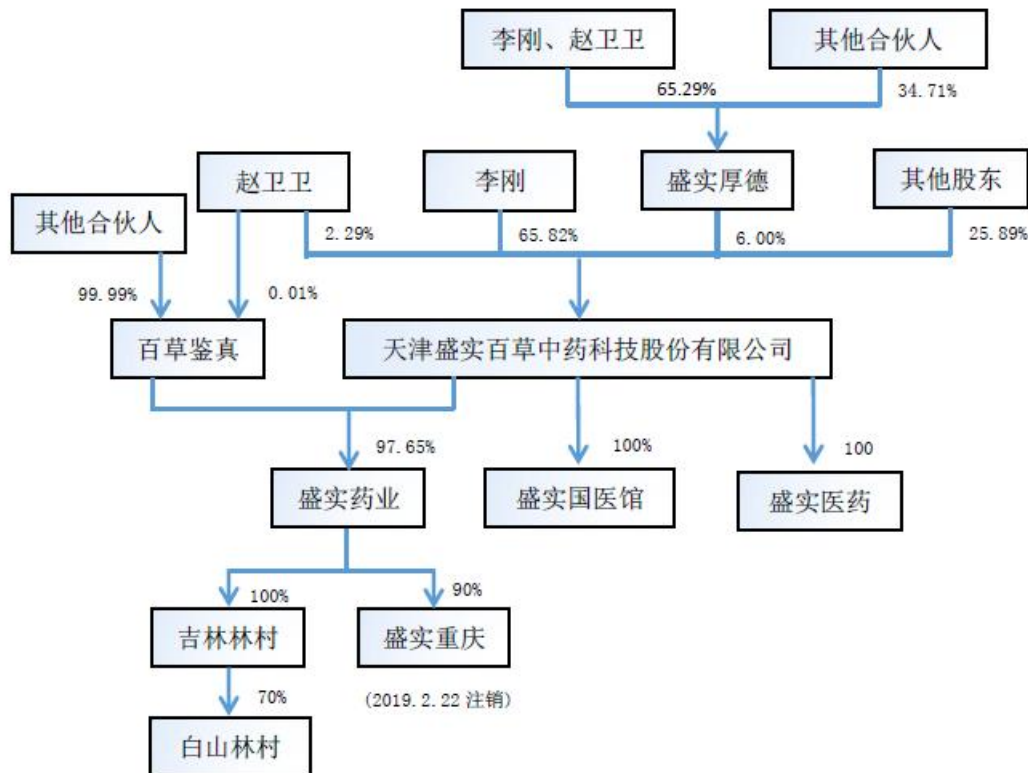 李刚、赵卫卫
其他合伙人
65.29%
34.71%
赵卫卫
李刚
盛实厚德
其他股东
其他合伙人
2.29%
65.82%
6.00%
25.89%
99.99%
0.01%
百草鉴真
天津盛实百草中药科技股份有限公司
97.65%
100%
100
盛实药业
盛实国医馆
盛实医药
100%
90%
吉林林村
盛实重庆
70%
(2019.2.22 注销)
白山林村